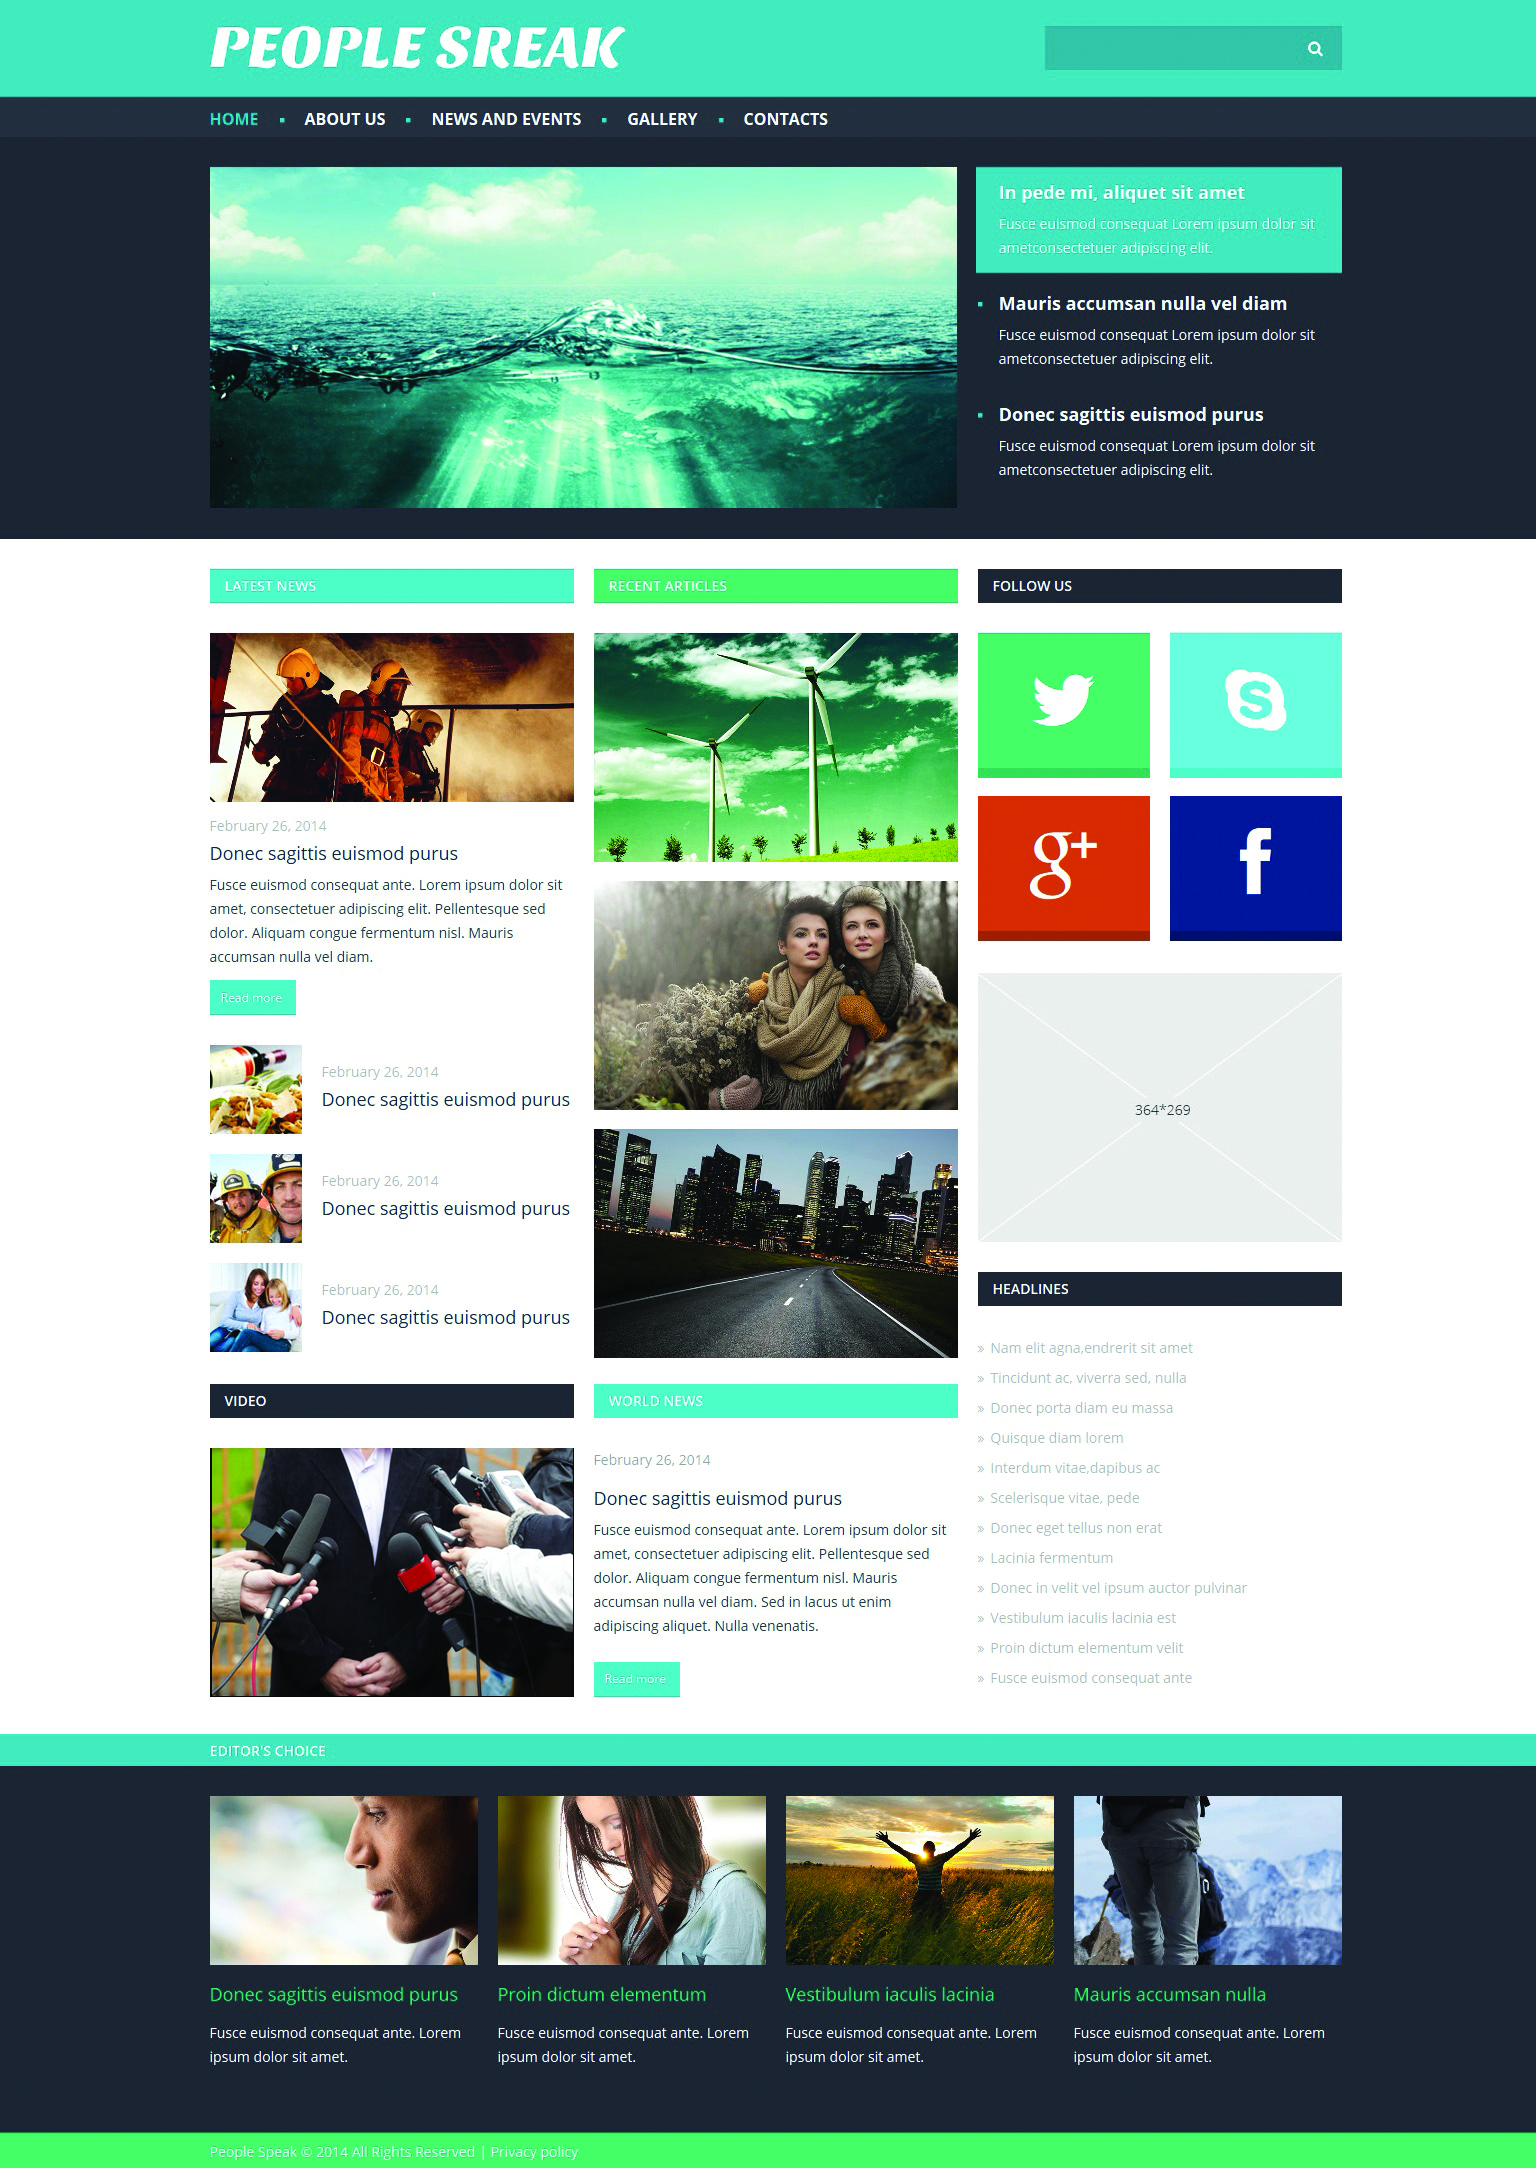 PEOPLE SREAK
HOME
ABOUT US
NEWS AND EVENTS
GALLERY
CONTACTS
In pede mi, aliquet sit amet
Fusce euismod consequat Lorem ipsum dolor sit
ametconsectetuer adipiscing elit.
Mauris accumsan nulla vel diam
Fusce euismod consequat Lorem ipsum dolor sit
ametconsectetuer adipiscing elit.
Donec sagittis euismod purus
Fusce euismod consequat Lorem ipsum dolor sit
ametconsectetuer adipiscing elit.
LATEST NEWS
February 26, 2014
Donec sagittis euismod purus
Fusce euismod consequat ante. Lorem ipsum dolor sit
amet, consectetuer adipiscing elit. Pellentesque sed
dolor. Aliquam congue fermentum nisl. Mauris
accumsan nulla vel diam.
Read more
February 26, 2014
Donec sagittis euismod purus
February 26, 2014
Donec sagittis euismod purus
February 26, 2014
Donec sagittis euismod purus
RECENT ARTICLES
FOLLOW US
S
g+
f
364*269
HEADLINES
» Nam elit agna,endrerit sit amet
» Tincidunt ac, viverra sed, nulla
» Donec porta diam eu massa
» Quisque diam lorem
» Interdum vitae,dapibus ac
» Scelerisque vitae, pede
» Donec eget tellus non erat
» Lacinia fermentum
» Donec in velit vel ipsum auctor pulvinar
» Vestibulum iaculis lacinia est
» Proin dictum elementum velit
» Fusce euismod consequat ante
VIDEO
WORLD NEWS
February 26, 2014
Donec sagittis euismod purus
Fusce euismod consequat ante. Lorem ipsum dolor sit
amet, consectetuer adipiscing elit. Pellentesque sed
dolor. Aliquam congue fermentum nisl. Mauris
accumsan nulla vel diam. Sed in lacus ut enim
adipiscing aliquet. Nulla venenatis.
Read more
EDITOR'S CHOICE
Donec sagittis euismod purus
Fusce euismod consequat ante. Lorem
ipsum dolor sit amet.
Proin dictum elementum
Fusce euismod consequat ante. Lorem
ipsum dolor sit amet.
Vestibulum iaculis lacinia
Fusce euismod consequat ante. Lorem
ipsum dolor sit amet.
Mauris accumsan nulla
Fusce euismod consequat ante. Lorem
ipsum dolor sit amet.
People Speak © 2014 All Rights Reserved | Privacy policy